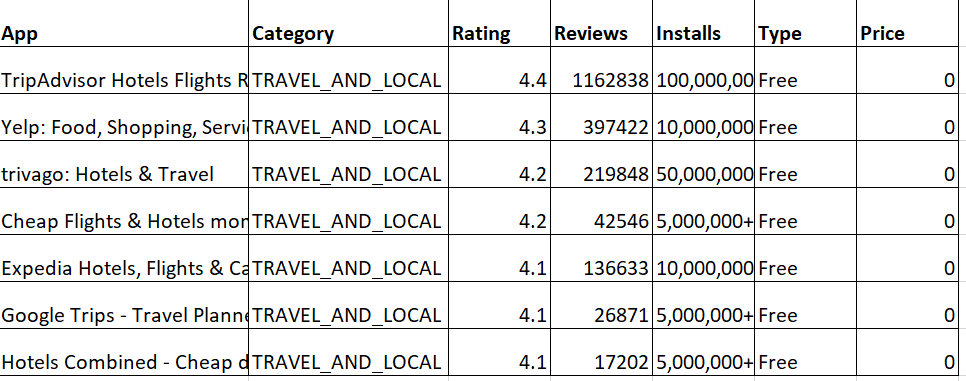 App Category Rating Reviews Installs Type Price
TripAdvisor Hotels Flights R TRAVEL_AND_LOCAL 4.4 1162838 100,000,00 Free 0
Yelp: Food, Shopping, Servi TRAVEL_AND_LOCAL 4.3 397422 10,000,000 Free 0
trivago: Hotels & Travel TRAVEL_AND_LOCAL 4.2 219848 50,000,000 Free 0
Cheap Flights & Hotels mor TRAVEL_AND_LOCAL 4.2 42546 5,000,000+ Free 0
Expedia Hotels, Flights & Ca TRAVEL_AND_LOCAL 4.1 136633 10,000,000 Free 0
Google Trips - Travel Planne TRAVEL_AND_LOCAL 4.1 26871 5,000,000+ Free 0
Hotels Combined - Cheap d TRAVEL_AND_LOCAL 4.1 17202 5,000,000+ Free 0